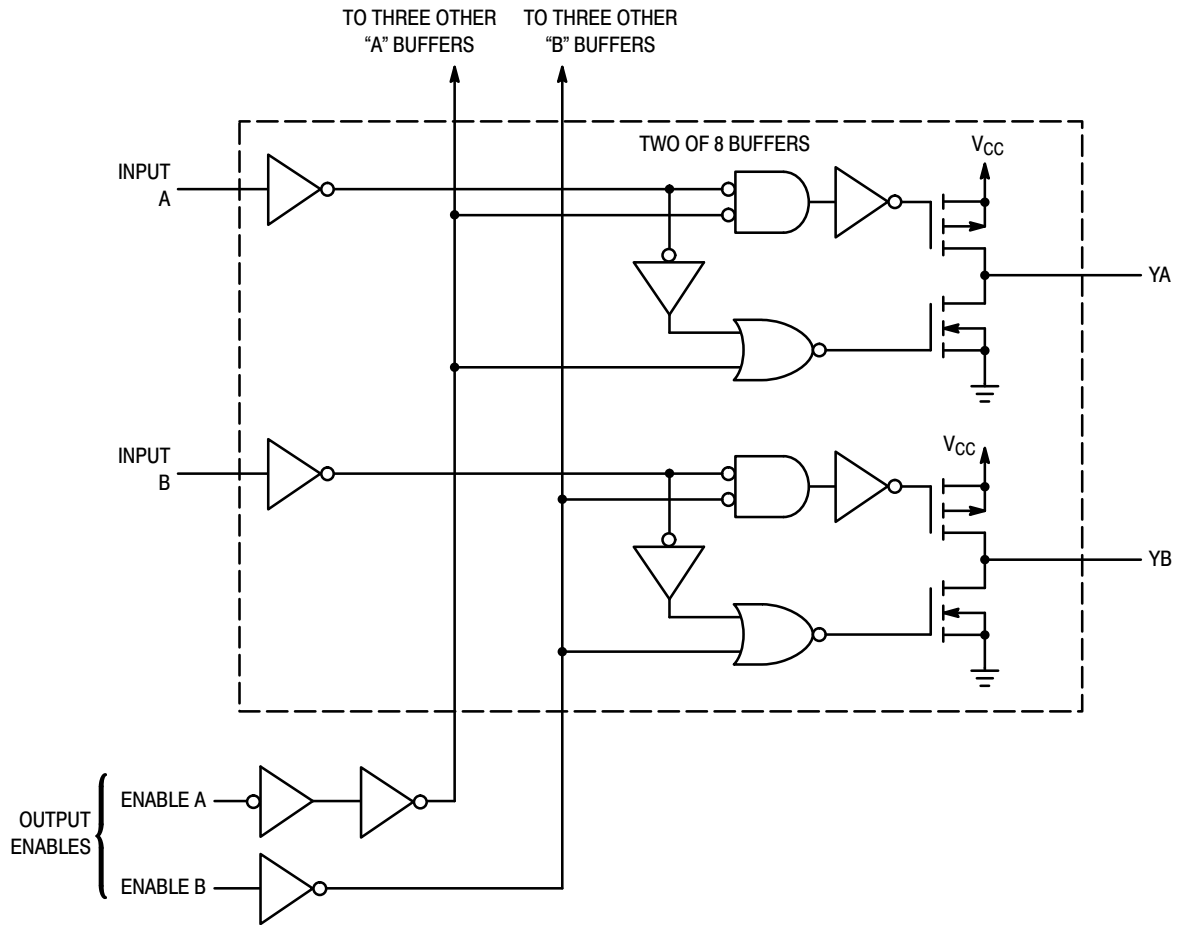 TO THREE OTHER
“A” BUFFERS
TO THREE OTHER
“B” BUFFERS
TWO OF 8 BUFFERS
INPUT
A
VCC
YA
INPUT
B
VCC
YB
OUTPUT
ENABLES
ENABLE A
ENABLE B